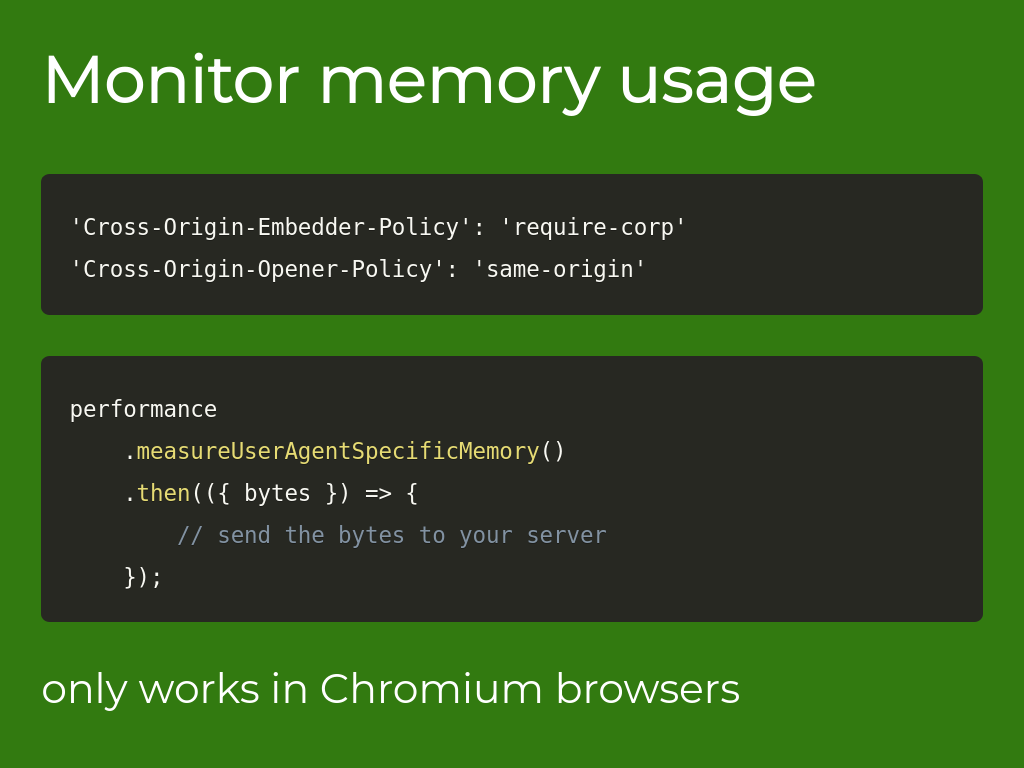 Monitor memory usage
'Cross-Origin-Embedder-Policy': 'require-corp'
'Cross-Origin-Opener-Policy': 'same-origin'
performance
    .measureUserAgentSpecificMemory()
    .then(({ bytes }) => {
        // send the bytes to your server
    });
only works in Chromium browsers